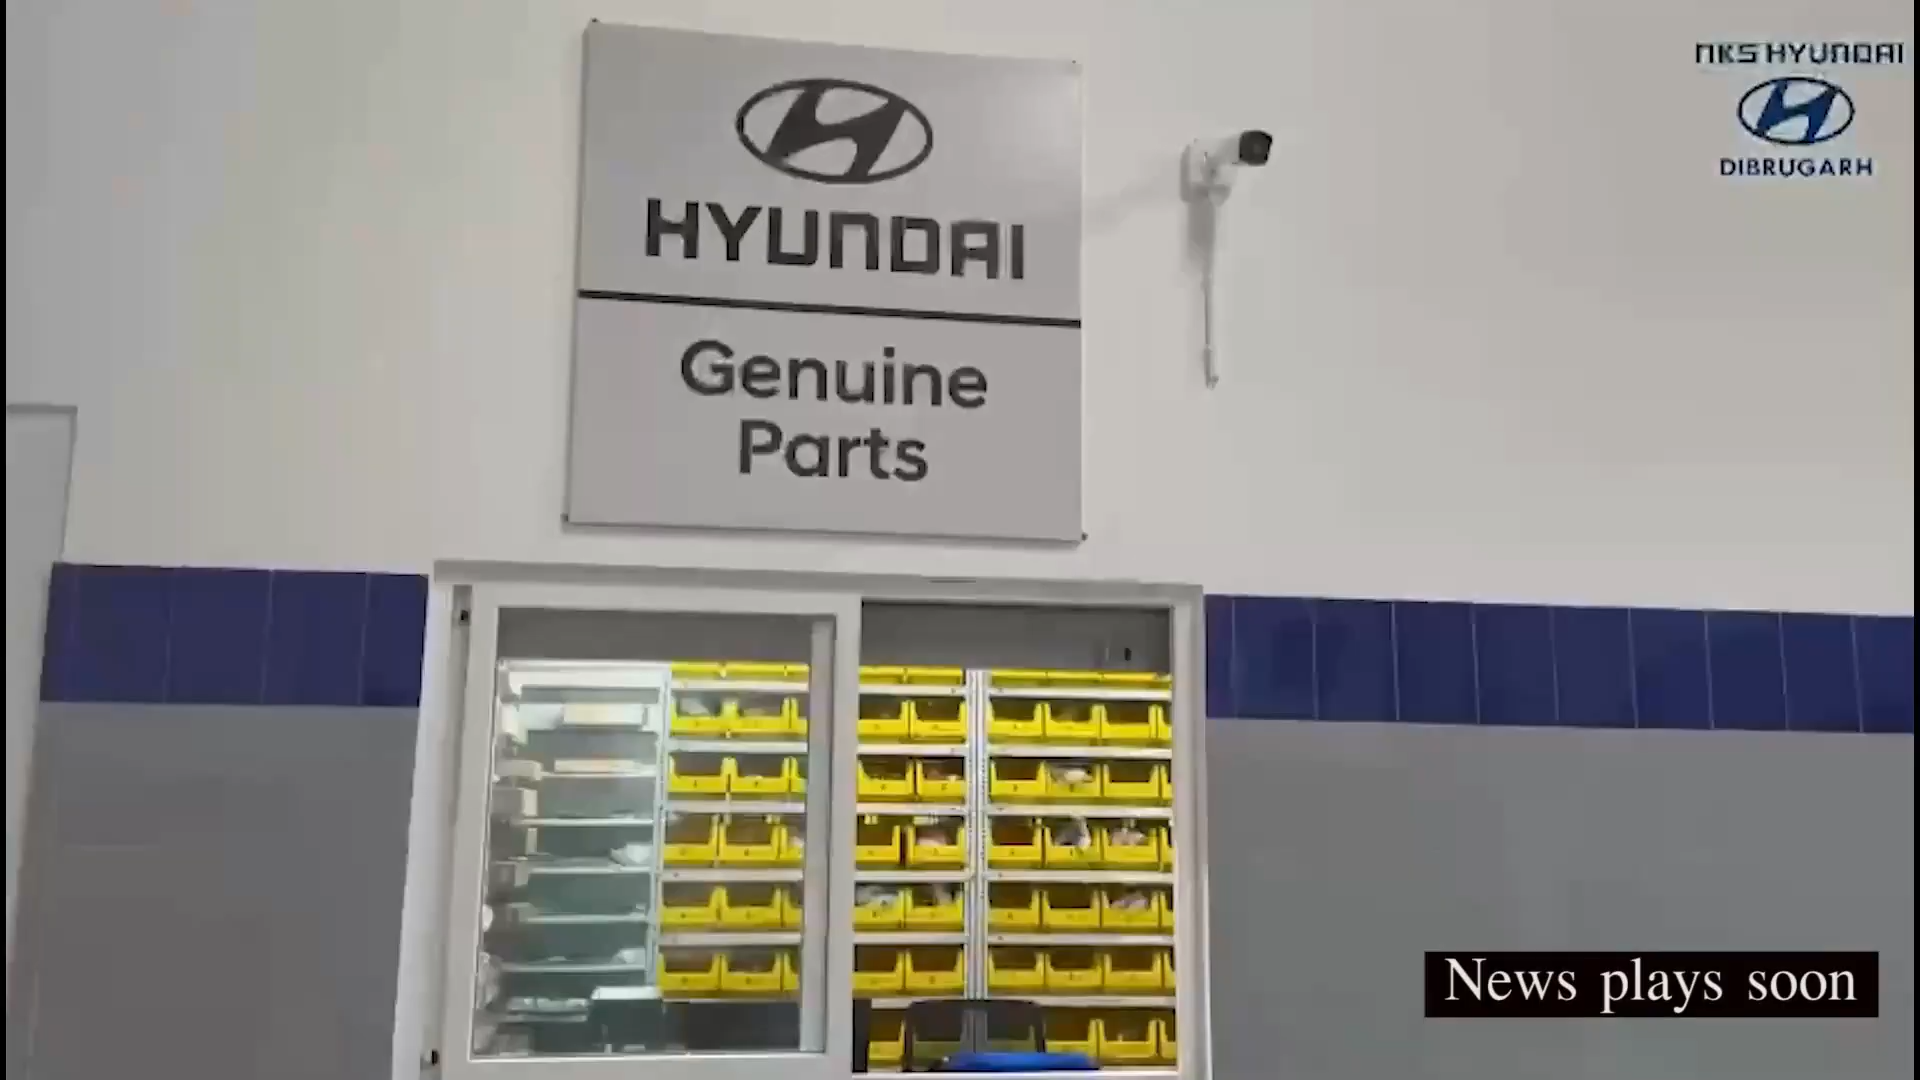 NKS HYUNDAI
DIBRUGARH
HYUNDAI
Genuine
Parts
News plays soon